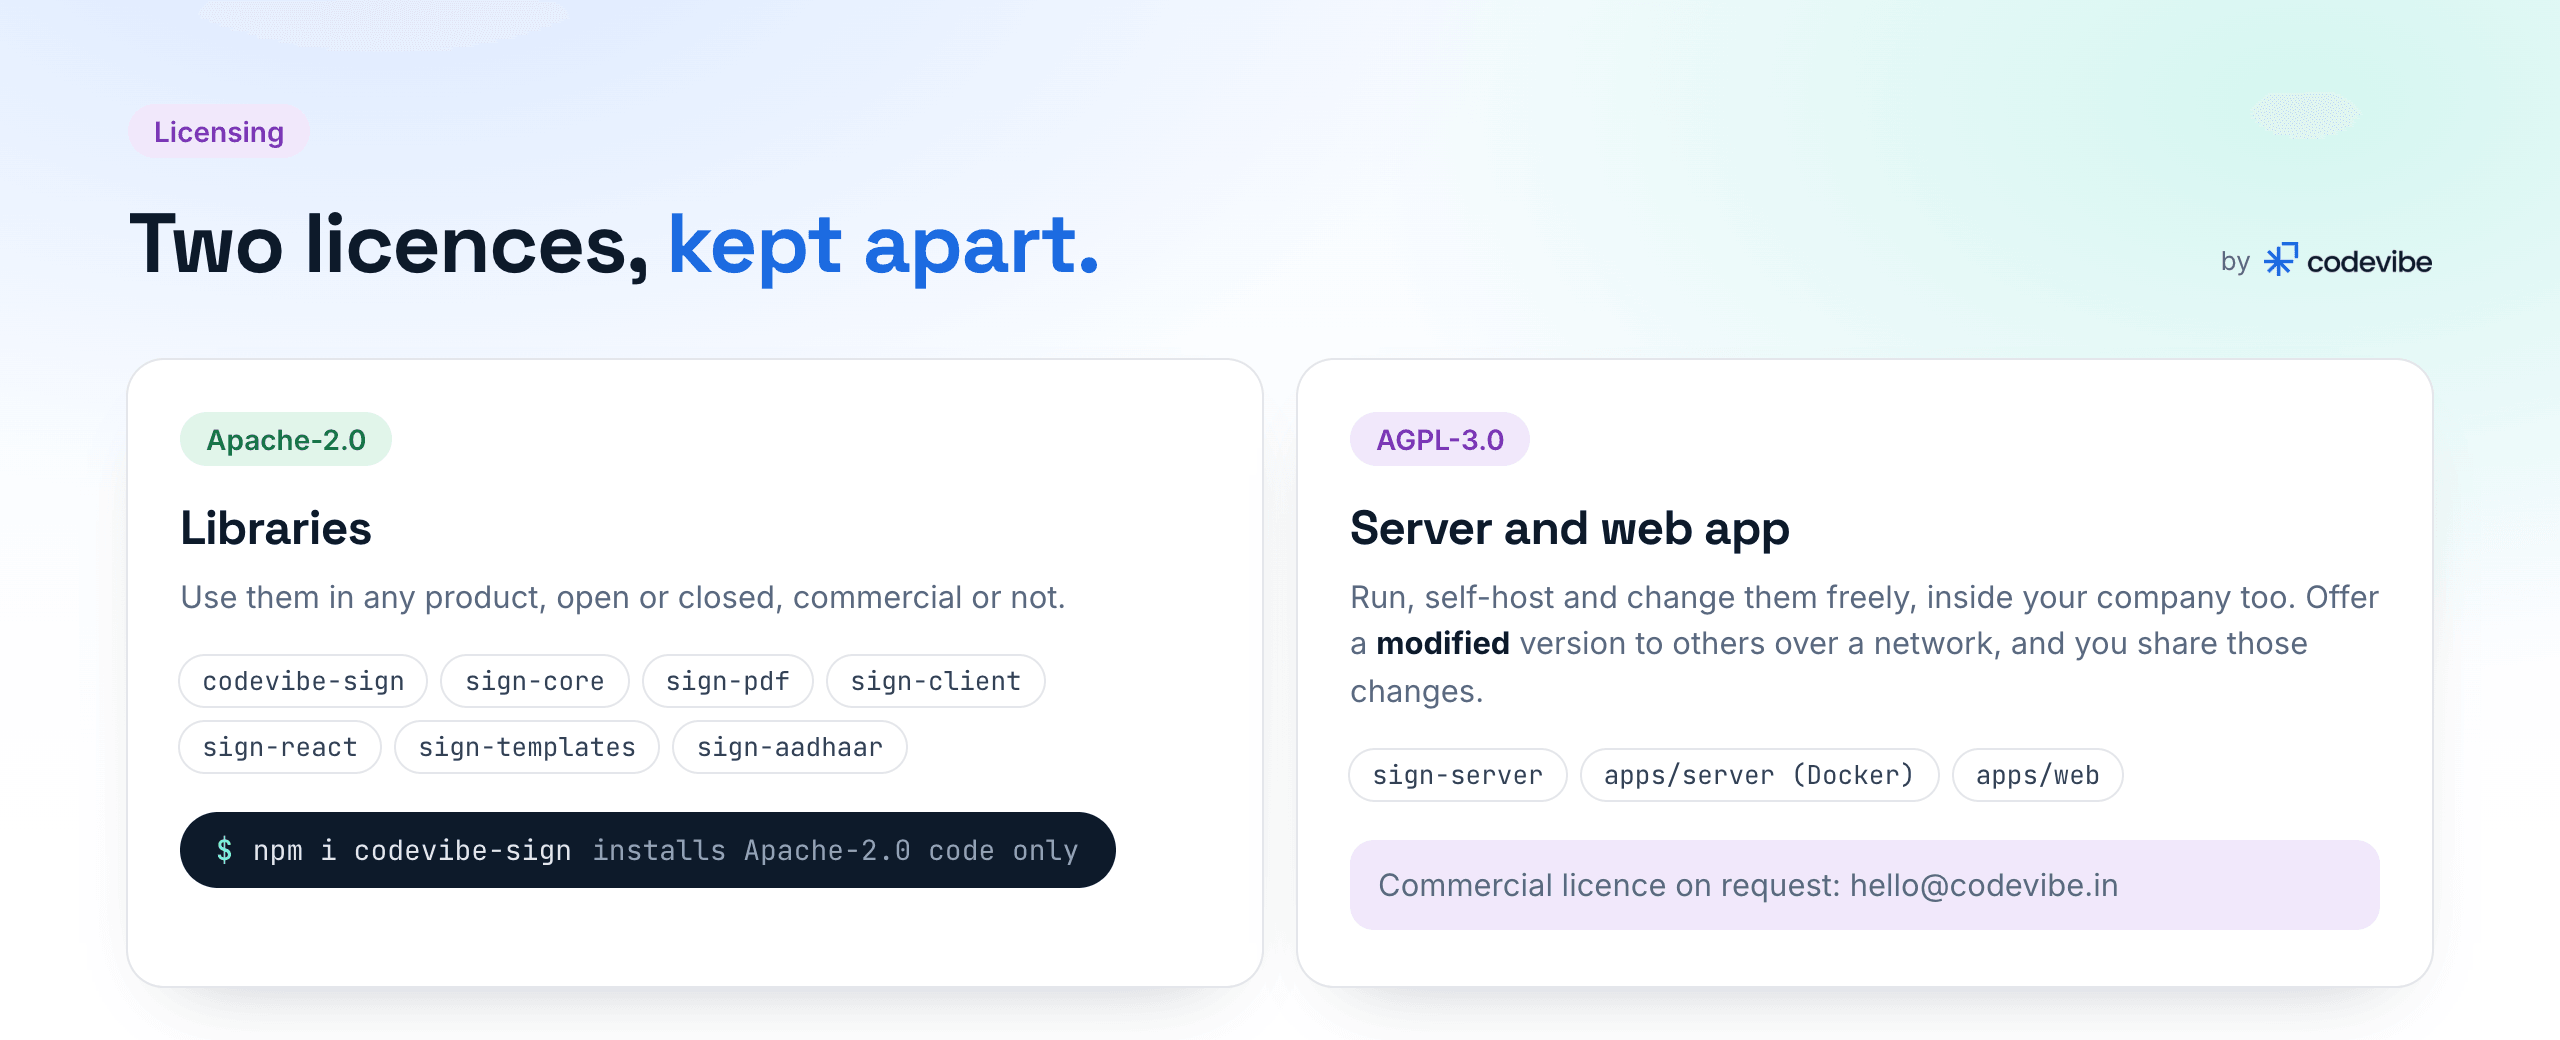 Licensing
Two licences, kept apart.
by codevibe
Apache-2.0
Libraries
Use them in any product, open or closed, commercial or not.
codevibe-sign sign-core sign-pdf sign-client
sign-react sign-templates sign-aadhaar
$ npm i codevibe-sign installs Apache-2.0 code only
AGPL-3.0
Server and web app
Run, self-host and change them freely, inside your company too. Offer
a modified version to others over a network, and you share those
changes.
sign-server apps/server (Docker) apps/web
Commercial licence on request: hello@codevibe.in